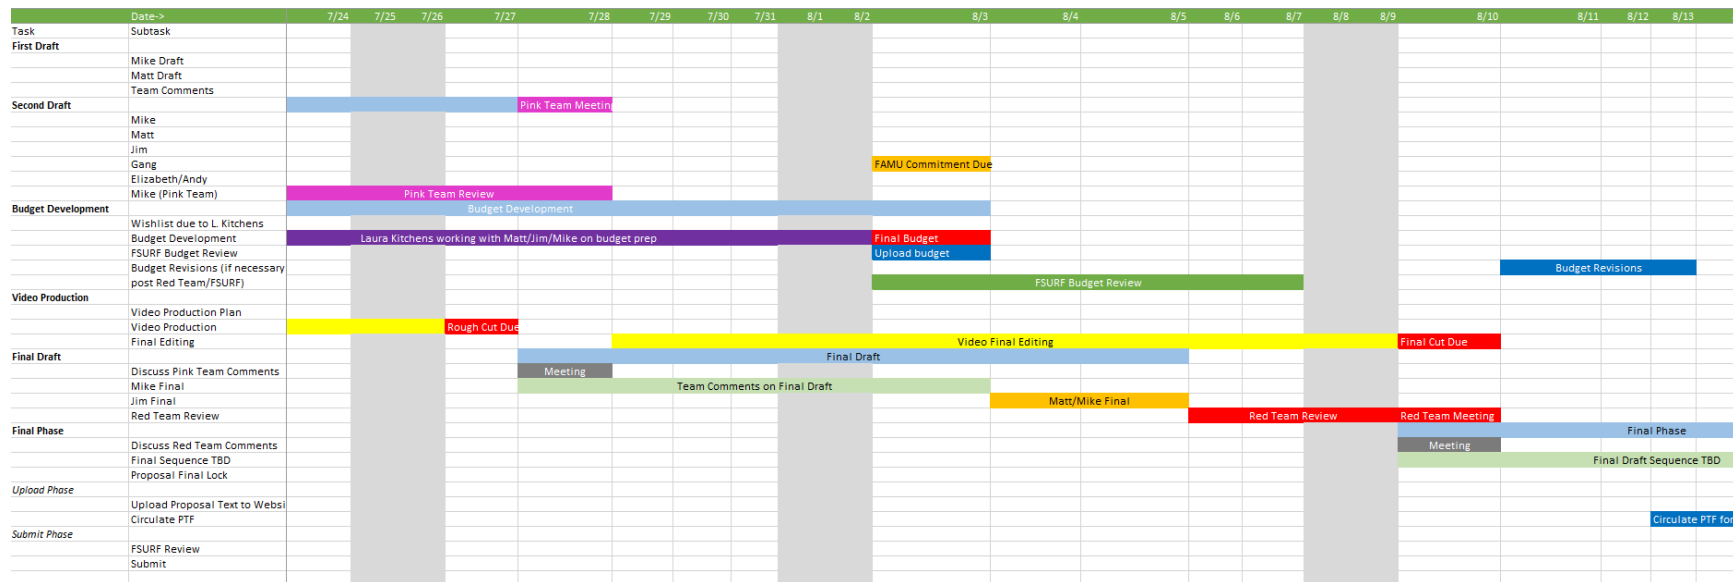 Date-> 7/24 7/25 7/26 7/27 7/28 7/29 7/30 7/31 8/1 8/2 8/3 8/4 8/5 8/6 8/7 8/8 8/9 8/10 8/11 8/12 8/13
Task Subtask
First Draft
Mike Draft
Matt Draft
Team Comments
Second Draft Pink Team Meetin
Mike
Matt
Jim
Gang FAMU Commitment Due
Elizabeth/Andy
Mike (Pink Team) Pink Team Review
Budget Development Budget Development
Wishlist due to L. Kitchens
Budget Development Laura Kitchens working with Matt/Jim/Mike on budget prep Final Budget
FSURF Budget Review Upload budget
Budget Revisions (if necessary Budget Revisions
post Red Team/FSURF) FSURF Budget Review
Video Production
Video Production Plan
Video Production Rough Cut Due
Final Editing Video Final Editing Final Cut Due
Final Draft Final Draft
Discuss Pink Team Comments Meeting
Mike Final Team Comments on Final Draft
Jim Final Matt/Mike Final
Red Team Review Red Team Review Red Team Meeting
Final Phase Final Phase
Discuss Red Team Comments Meeting
Final Sequence TBD Final Draft Sequence TBD
Proposal Final Lock
Upload Phase
Upload Proposal Text to Websi
Circulate PTF Circulate PTF for
Submit Phase
FSURF Review
Submit